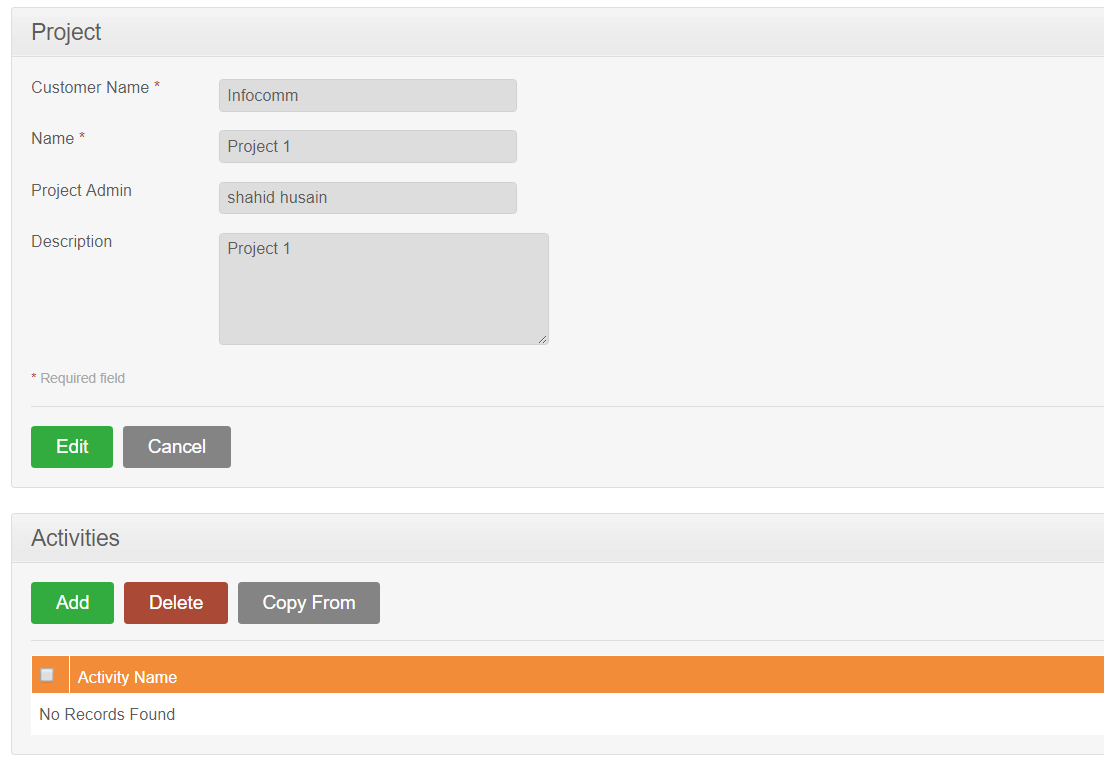 Project
Customer Name * Infocomm
Name * Project 1
Project Admin shahid husain
Description Project 1
* Required field
Edit Cancel
Activities
Add Delete Copy From
Activity Name
No Records Found